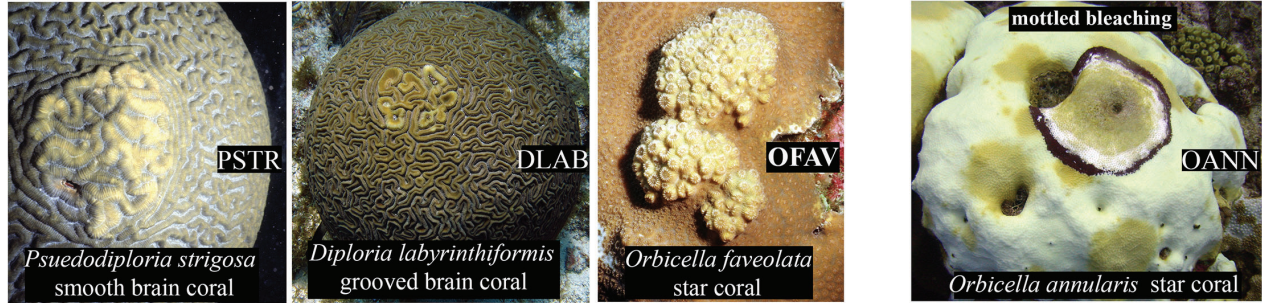 PSTR
Psuedodiploria strigosa
smooth brain coral
DLAB
Diploria labyrinthiformis
grooved brain coral
OFAV
Orbicella faveolata
star coral
mottled bleaching
OANN
Orbicella annularis star coral